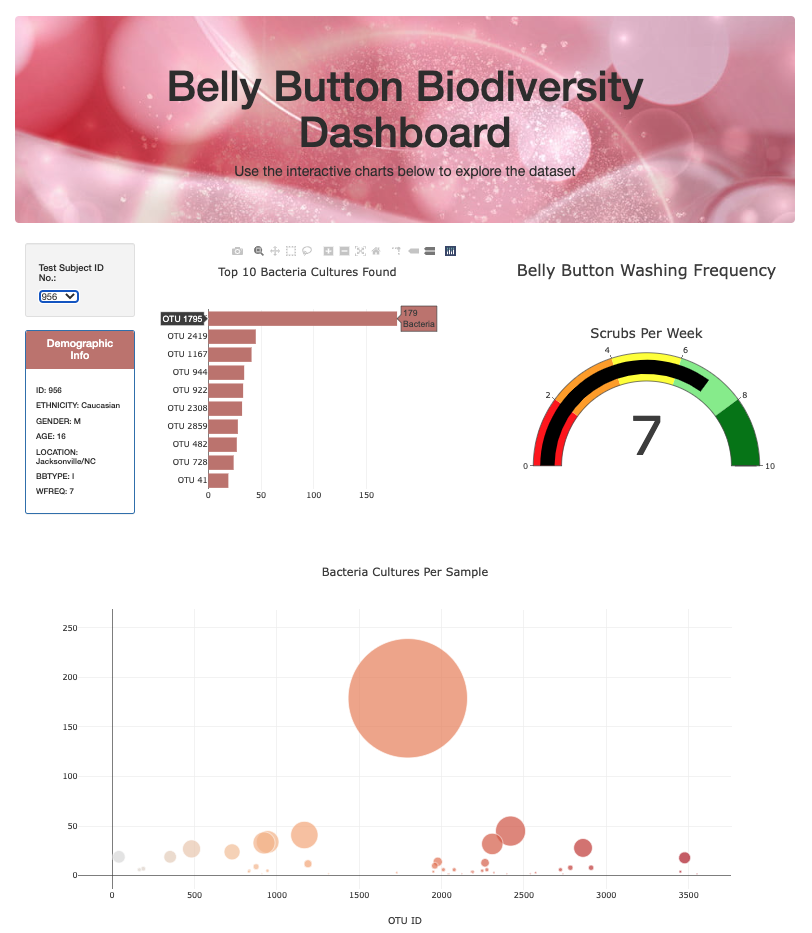 Belly Button Biodiversity
Dashboard
Use the interactive charts below to explore the dataset
Test Subject ID
No.:
956
Demographic
Info
ID: 956
ETHNICITY: Caucasian
GENDER: M
AGE: 16
LOCATION:
Jacksonville/NC
BBTYPE: I
WFREQ: 7
Top 10 Bacteria Cultures Found
OTU 1795
179
Bacteria
OTU 2419
OTU 1167
OTU 944
OTU 922
OTU 2308
OTU 2859
OTU 482
OTU 728
OTU 41
0 50 100 150
Belly Button Washing Frequency
Scrubs Per Week
0 2 4 6 8 10
7
Bacteria Cultures Per Sample
250
200
150
100
50
0
0 500 1000 1500 2000 2500 3000 3500
OTU ID